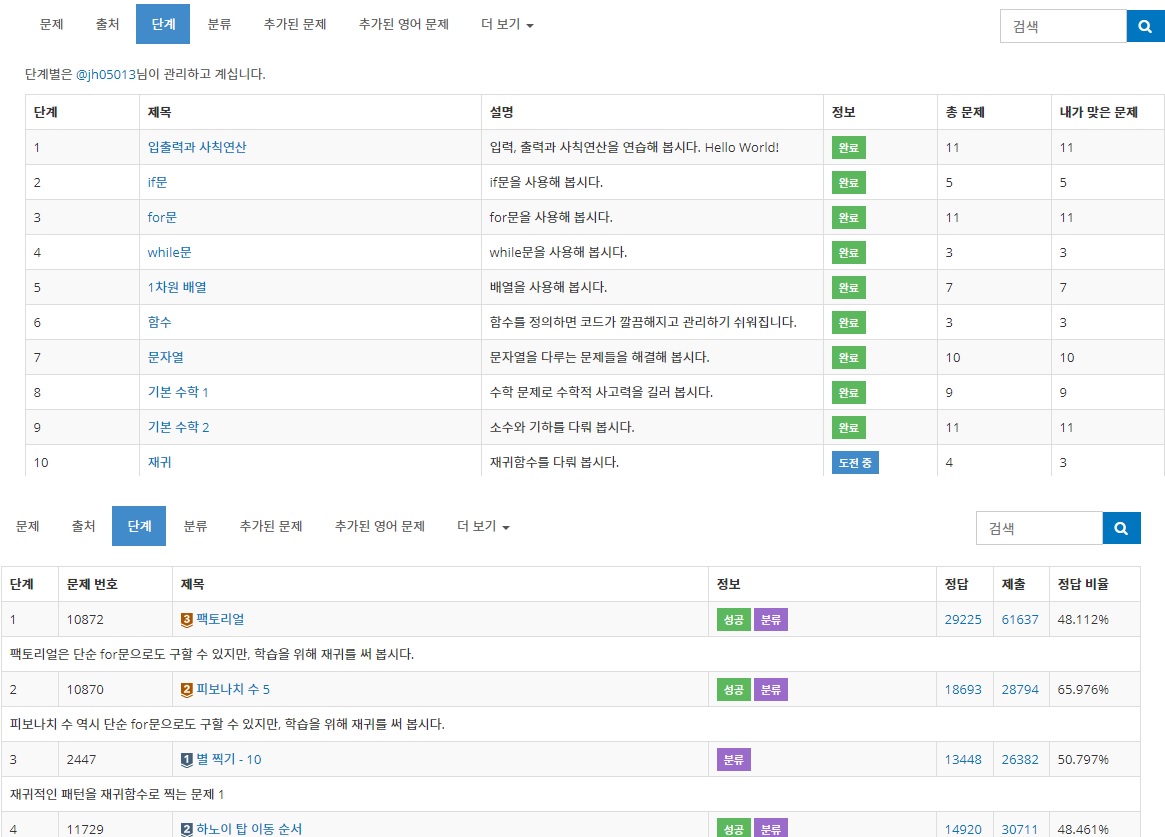 문제 출처 단계 분류 추가된 문제 추가된 영어 문제 더 보기 검색
단계별은 @jh05013님이 관리하고 계십니다.
단계 제목 설명 정보 총 문제 내가 맞은 문제
1 입출력과 사칙연산 입력, 출력과 사칙연산을 연습해 봅시다. Hello World! 완료 11 11
2 if문 if문을 사용해 봅시다. 완료 5 5
3 for문 for문을 사용해 봅시다. 완료 11 11
4 while문 while문을 사용해 봅시다. 완료 3 3
5 1차원 배열 배열을 사용해 봅시다. 완료 7 7
6 함수 함수를 정의하면 코드가 깔끔해지고 관리하기 쉬워집니다. 완료 3 3
7 문자열 문자열을 다루는 문제들을 해결해 봅시다. 완료 10 10
8 기본 수학 1 수학 문제로 수학적 사고력을 길러 봅시다. 완료 9 9
9 기본 수학 2 소수와 기하를 다뤄 봅시다. 완료 11 11
10 재귀 재귀함수를 다뤄 봅시다. 도전 중 4 3
문제 출처 단계 분류 추가된 문제 추가된 영어 문제 더 보기 검색
단계 문제 번호 제목 정보 정답 제출 정답 비율
1 10872 3 팩토리얼 성공 분류 29225 61637 48.112%
팩토리얼은 단순 for문으로도 구할 수 있지만, 학습을 위해 재귀를 써 봅시다.
2 10870 2 피보나치 수 5 성공 분류 18693 28794 65.976%
피보나치 수 역시 단순 for문으로도 구할 수 있지만, 학습을 위해 재귀를 써 봅시다.
3 2447 1 별 찍기 - 10 분류 13448 26382 50.797%
재귀적인 패턴을 재귀함수로 찍는 문제 1
4 11729 2 하노이 탑 이동 순서 성공 분류 14920 30711 48.461%